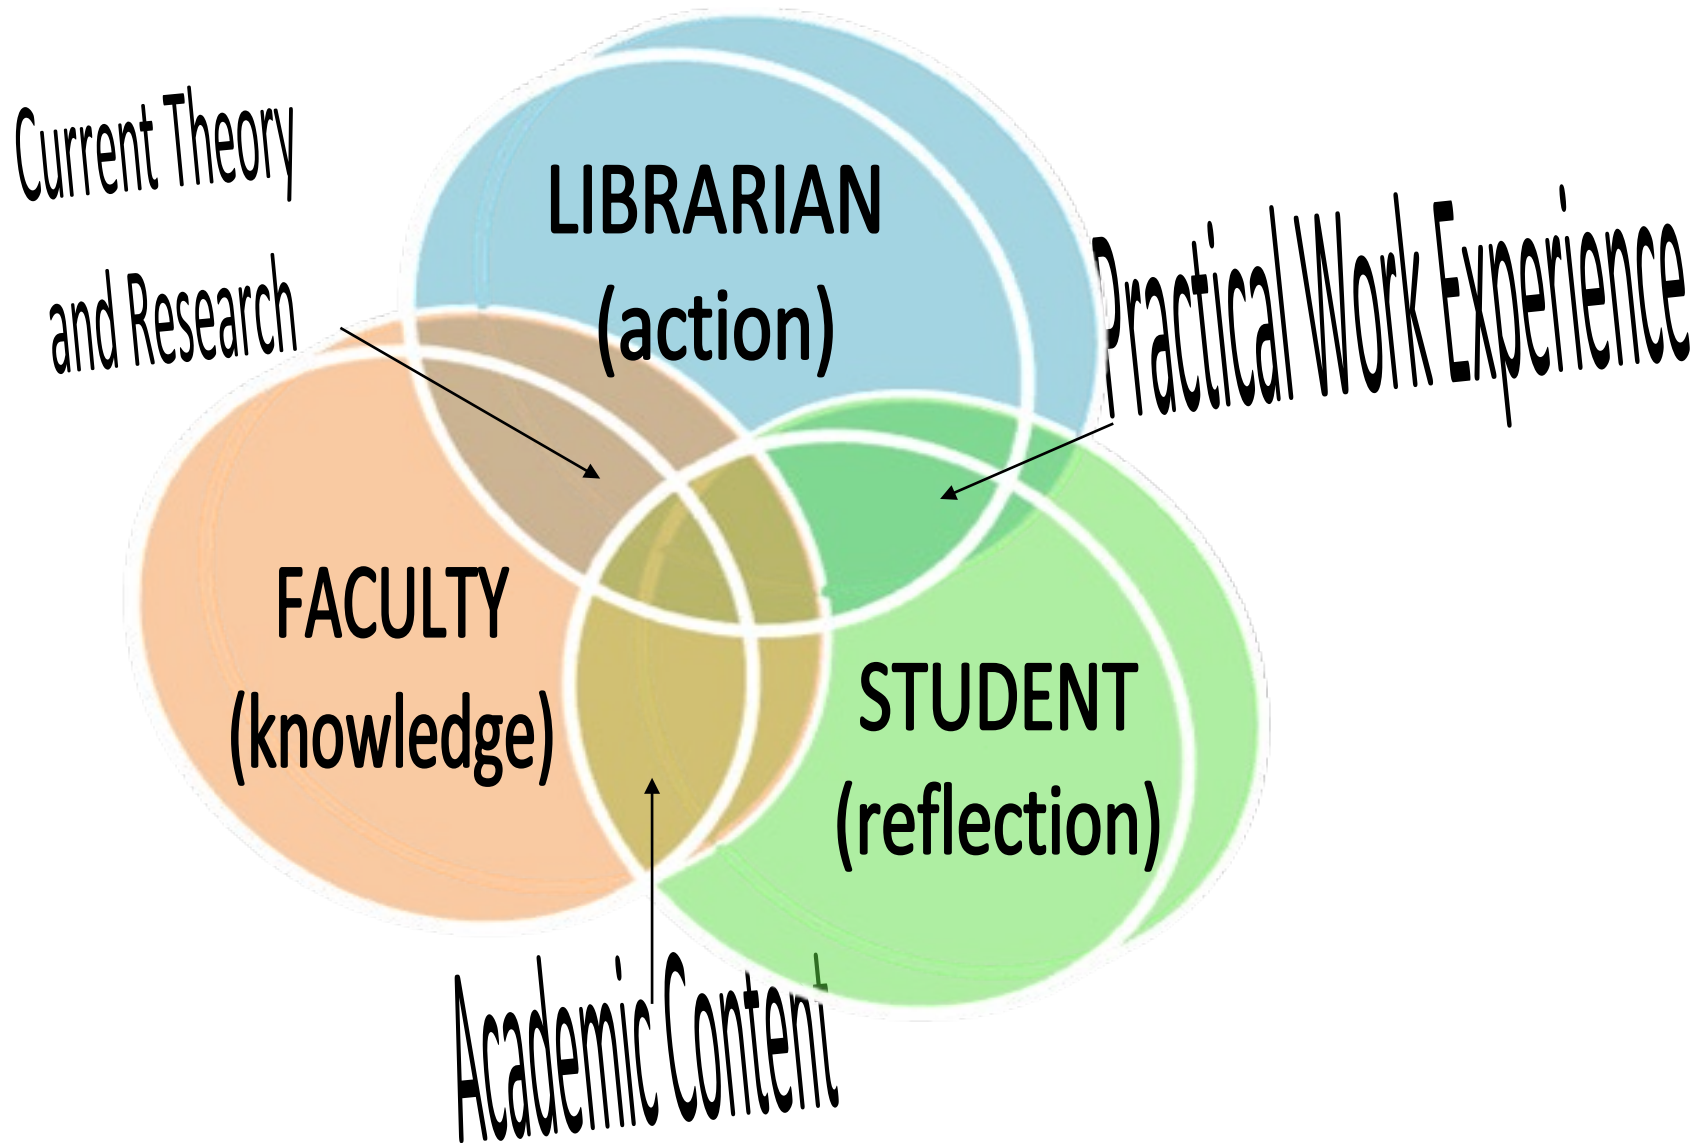 Current Theory
and Research
LIBRARIAN
(action)
Practical Work Experience
FACULTY
(knowledge)
STUDENT
(reflection)
Academic Content